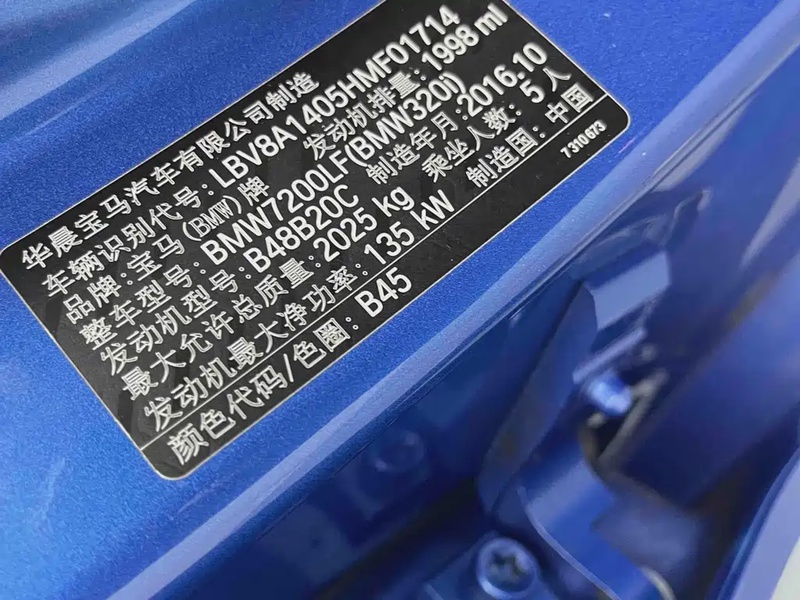 华晨宝马汽车有限公司制造
车辆识别代号: LBV8A1405HMF01714
品牌: 宝马(BMW)牌 发动机排量: 1998 ml
整车型号: BMW7200LF(BMW320i)
发动机型号: B48B20C 制造年月: 2016.10
最大允许总质量: 2025 kg 乘坐人数: 5 人
发动机最大净功率: 135 kW 制造国: 中国
颜色代码/色圈: B45
7310673